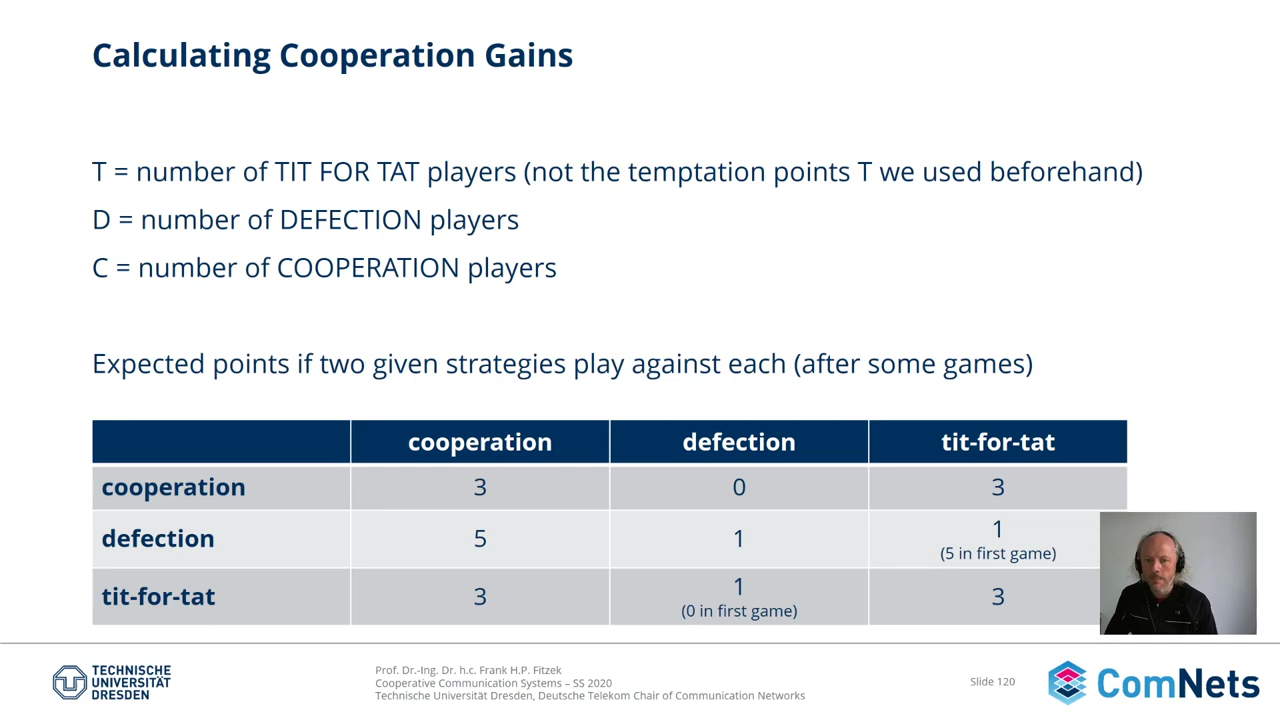 Calculating Cooperation Gains
T = number of TIT FOR TAT players (not the temptation points T we used beforehand)
D = number of DEFECTION players
C = number of COOPERATION players
Expected points if two given strategies play against each (after some games)
cooperation defection tit-for-tat
cooperation 3 0 3
defection 5 1 1
(5 in first game)
tit-for-tat 3 1 3
(0 in first game)
TECHNISCHE
UNIVERSITÄT
DRESDEN
Prof. Dr.-Ing. Dr. h.c. Frank H.P. Fitzek
Cooperative Communication Systems – SS 2020
Technische Universität Dresden, Deutsche Telekom Chair of Communication Networks
Slide 120
ComNets